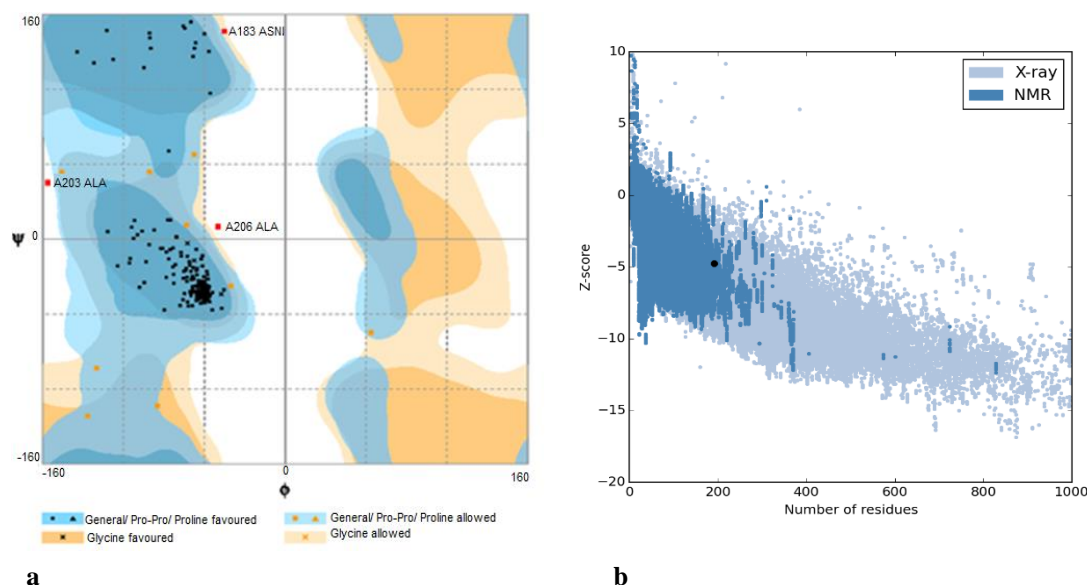 160
A183 ASNI
A203 ALA
A206 ALA
Ψ
0
-160
-160
0
160
Φ
General/ Pro-Pro/ Proline favoured
General/ Pro-Pro/ Proline allowed
Glycine favoured
Glycine allowed
a
10
5
0
−5
−10
−15
−20
Z-score
X-ray
NMR
0
200
400
600
800
1000
Number of residues
b